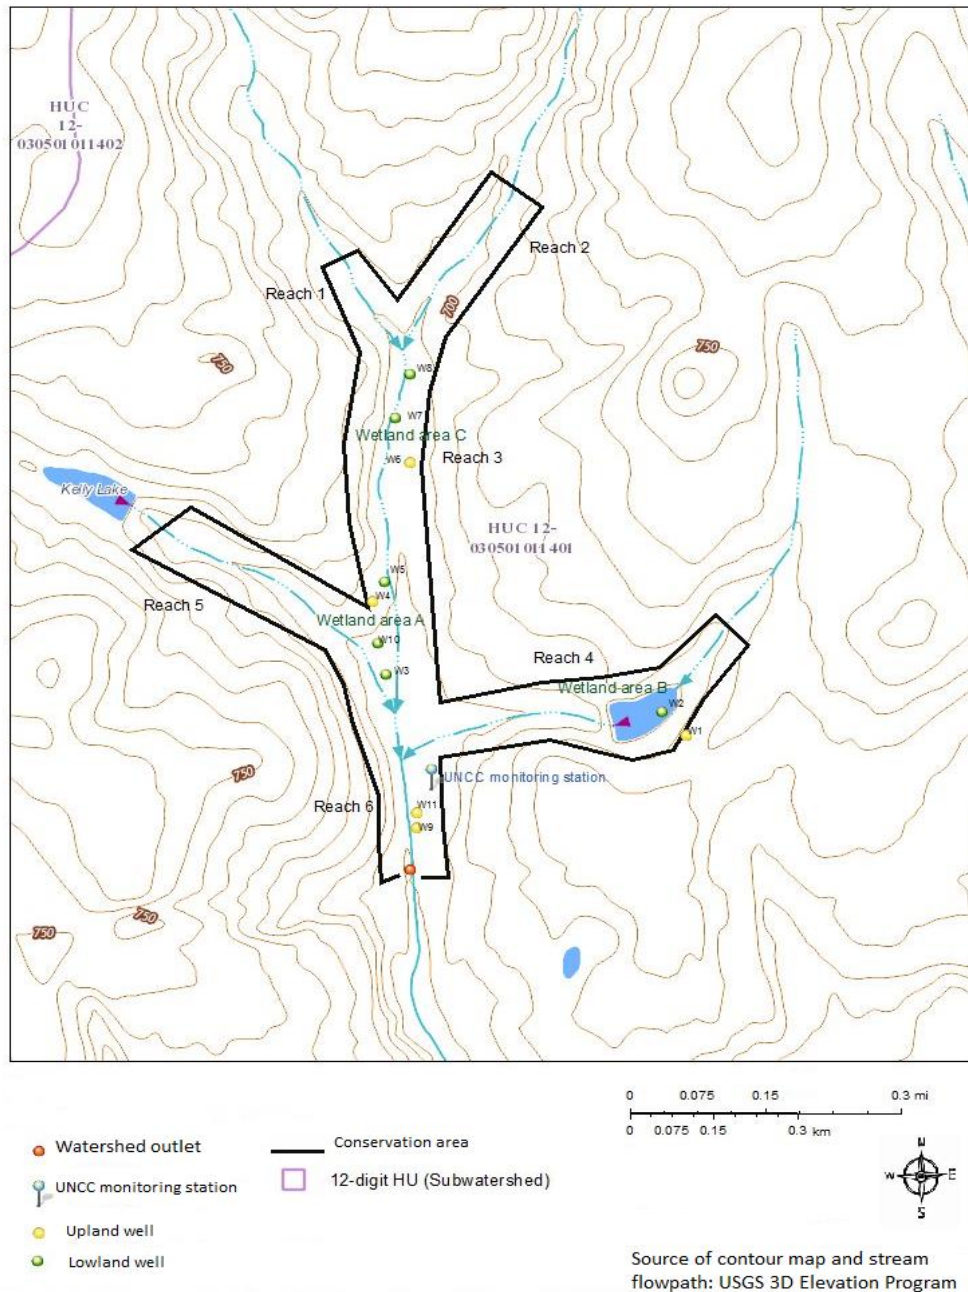 HUC
12-
030501011402
Reach 2
Reach 1
700
750
W8
750
W7
Wetland area C
W6
Reach 3
Kelly Lake
HUC 12-
030501011401
W5
W4
Reach 5
Wetland area A
W10
Reach 4
W3
Wetland area B
W2
W1
750
UNCC monitoring station
Reach 6
W11
W9
750
750
0 0.075 0.15 0.3 mi
0 0.075 0.15 0.3 km
Watershed outlet
Conservation area
UNCC monitoring station
12-digit HU (Subwatershed)
Upland well
Lowland well
N
W E
S
Source of contour map and stream
flowpath: USGS 3D Elevation Program